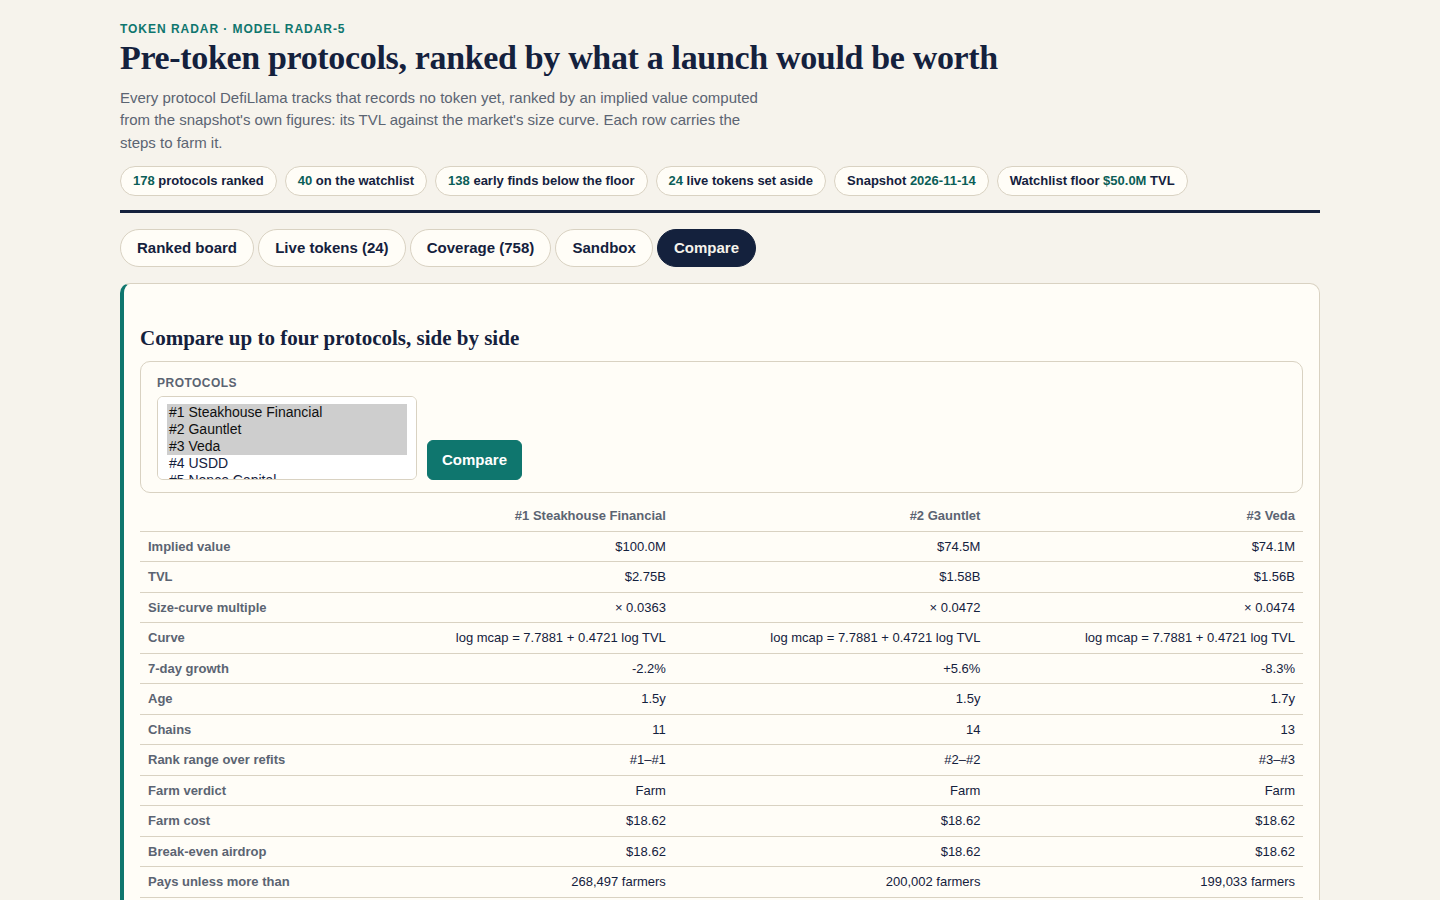 TOKEN RADAR · MODEL RADAR-5
Pre-token protocols, ranked by what a launch would be worth
Every protocol DefiLlama tracks that records no token yet, ranked by an implied value computed
from the snapshot's own figures: its TVL against the market's size curve. Each row carries the
steps to farm it.
178 protocols ranked
40 on the watchlist
138 early finds below the floor
24 live tokens set aside
Snapshot 2026-11-14
Watchlist floor $50.0M TVL
Ranked board
Live tokens (24)
Coverage (758)
Sandbox
Compare
Compare up to four protocols, side by side
PROTOCOLS
#1 Steakhouse Financial
#2 Gauntlet
#3 Veda
#4 USDD
Compare
#1 Steakhouse Financial #2 Gauntlet #3 Veda
Implied value $100.0M $74.5M $74.1M
TVL $2.75B $1.58B $1.56B
Size-curve multiple × 0.0363 × 0.0472 × 0.0474
Curve log mcap = 7.7881 + 0.4721 log TVL log mcap = 7.7881 + 0.4721 log TVL log mcap = 7.7881 + 0.4721 log TVL
7-day growth -2.2% +5.6% -8.3%
Age 1.5y 1.5y 1.7y
Chains 11 14 13
Rank range over refits #1–#1 #2–#2 #3–#3
Farm verdict Farm Farm Farm
Farm cost $18.62 $18.62 $18.62
Break-even airdrop $18.62 $18.62 $18.62
Pays unless more than 268,497 farmers 200,002 farmers 199,033 farmers